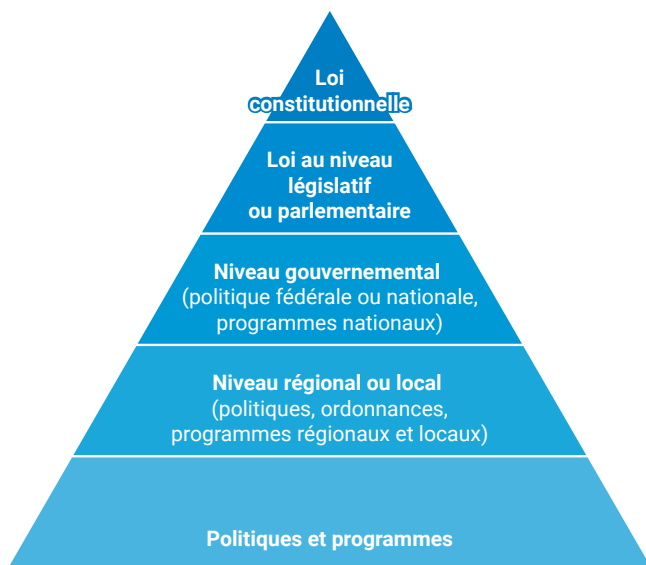 Loi
constitutionnelle
Loi au niveau
législatif
ou parlementaire
Niveau gouvernemental
(politique fédérale ou nationale,
programmes nationaux)
Niveau régional ou local
(politiques, ordonnances,
programmes régionaux et locaux)
Politiques et programmes